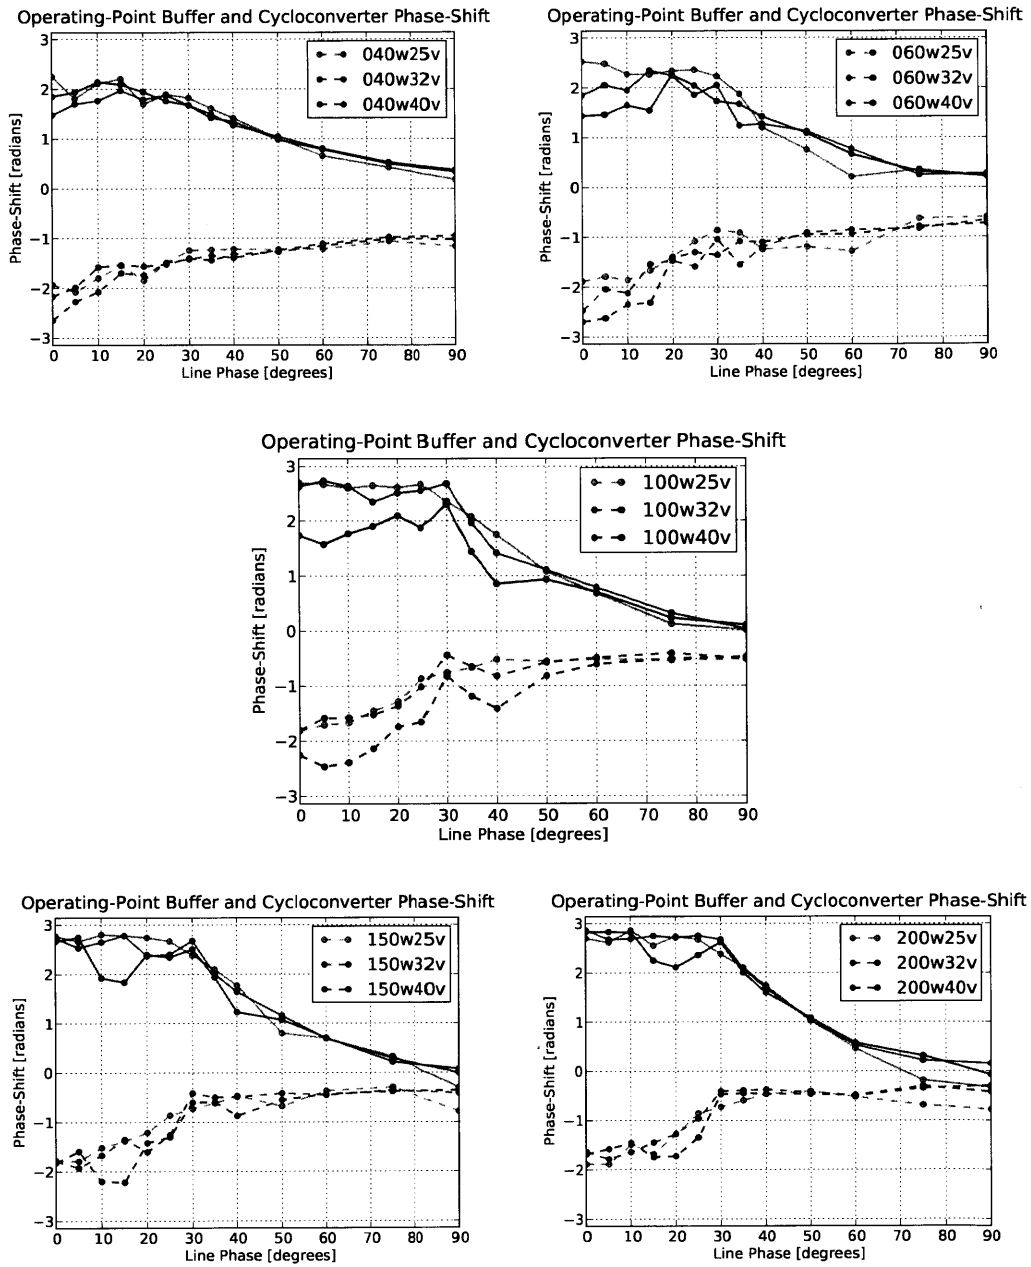 Operating-Point Buffer and Cycloconverter Phase-Shift
3
2
1
0
−1
−2
−3
Phase-Shift [radians]
040w25v
040w32v
040w40v
0 10 20 30 40 50 60 70 80 90
Line Phase [degrees]
Operating-Point Buffer and Cycloconverter Phase-Shift
3
2
1
0
−1
−2
−3
Phase-Shift [radians]
060w25v
060w32v
060w40v
0 10 20 30 40 50 60 70 80 90
Line Phase [degrees]
Operating-Point Buffer and Cycloconverter Phase-Shift
3
2
1
0
−1
−2
−3
Phase-Shift [radians]
100w25v
100w32v
100w40v
0 10 20 30 40 50 60 70 80 90
Line Phase [degrees]
Operating-Point Buffer and Cycloconverter Phase-Shift
3
2
1
0
−1
−2
−3
Phase-Shift [radians]
150w25v
150w32v
150w40v
0 10 20 30 40 50 60 70 80 90
Line Phase [degrees]
Operating-Point Buffer and Cycloconverter Phase-Shift
3
2
1
0
−1
−2
−3
Phase-Shift [radians]
200w25v
200w32v
200w40v
0 10 20 30 40 50 60 70 80 90
Line Phase [degrees]